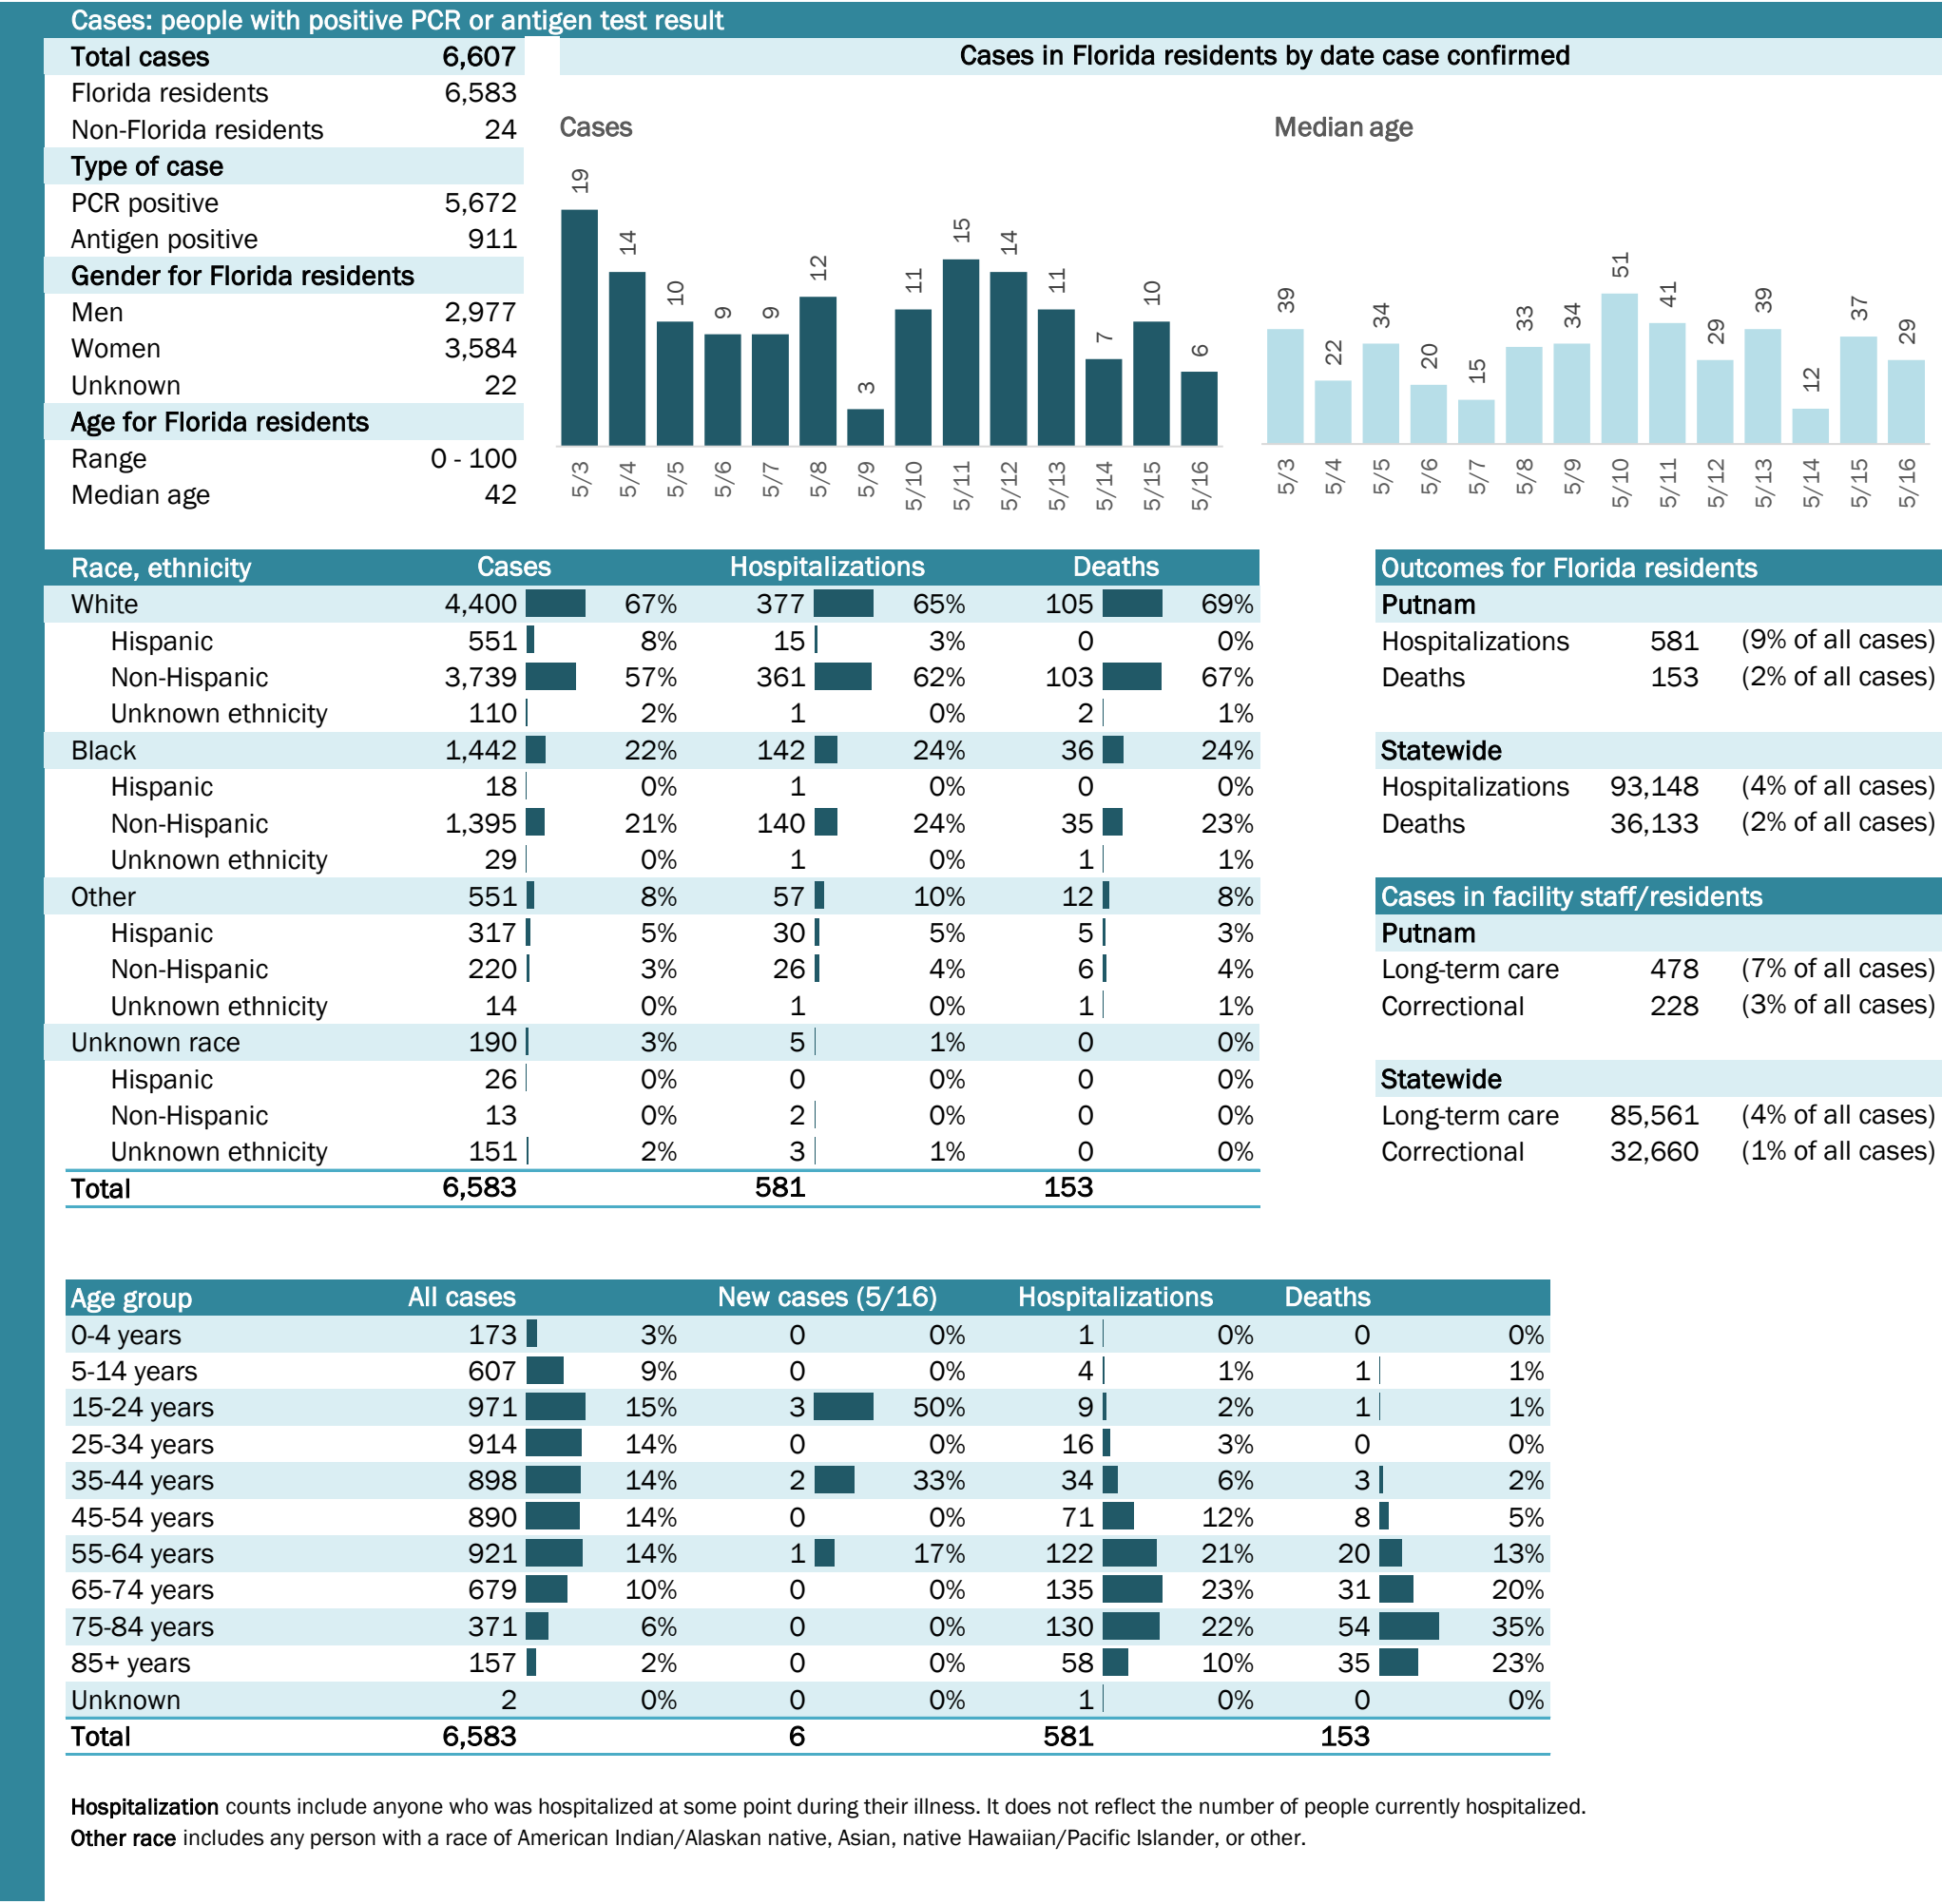 Cases: people with positive PCR or antigen test result
Total cases 6,607
Florida residents 6,583
Non-Florida residents 24
Type of case
PCR positive 5,672
Antigen positive 911
Gender for Florida residents
Men 2,977
Women 3,584
Unknown 22
Age for Florida residents
Range 0 - 100
Median age 42
Cases in Florida residents by date case confirmed
Cases
19 14 10 9 9 12 3 11 15 14 11 7 10 6
5/3 5/4 5/5 5/6 5/7 5/8 5/9 5/10 5/11 5/12 5/13 5/14 5/15 5/16
Median age
39 22 34 20 15 33 34 51 41 29 39 12 37 29
5/3 5/4 5/5 5/6 5/7 5/8 5/9 5/10 5/11 5/12 5/13 5/14 5/15 5/16
Race, ethnicity Cases Hospitalizations Deaths
White 4,400 67% 377 65% 105 69%
Hispanic 551 8% 15 3% 0 0%
Non-Hispanic 3,739 57% 361 62% 103 67%
Unknown ethnicity 110 2% 1 0% 2 1%
Black 1,442 22% 142 24% 36 24%
Hispanic 18 0% 1 0% 0 0%
Non-Hispanic 1,395 21% 140 24% 35 23%
Unknown ethnicity 29 0% 1 0% 1 1%
Other 551 8% 57 10% 12 8%
Hispanic 317 5% 30 5% 5 3%
Non-Hispanic 220 3% 26 4% 6 4%
Unknown ethnicity 14 0% 1 0% 1 1%
Unknown race 190 3% 5 1% 0 0%
Hispanic 26 0% 0 0% 0 0%
Non-Hispanic 13 0% 2 0% 0 0%
Unknown ethnicity 151 2% 3 1% 0 0%
Total 6,583 581 153
Outcomes for Florida residents
Putnam
Hospitalizations 581 (9% of all cases)
Deaths 153 (2% of all cases)
Statewide
Hospitalizations 93,148 (4% of all cases)
Deaths 36,133 (2% of all cases)
Cases in facility staff/residents
Putnam
Long-term care 478 (7% of all cases)
Correctional 228 (3% of all cases)
Statewide
Long-term care 85,561 (4% of all cases)
Correctional 32,660 (1% of all cases)
Age group All cases New cases (5/16) Hospitalizations Deaths
0-4 years 173 3% 0 0% 1 0% 0 0%
5-14 years 607 9% 0 0% 4 1% 1 1%
15-24 years 971 15% 3 50% 9 2% 1 1%
25-34 years 914 14% 0 0% 16 3% 0 0%
35-44 years 898 14% 2 33% 34 6% 3 2%
45-54 years 890 14% 0 0% 71 12% 8 5%
55-64 years 921 14% 1 17% 122 21% 20 13%
65-74 years 679 10% 0 0% 135 23% 31 20%
75-84 years 371 6% 0 0% 130 22% 54 35%
85+ years 157 2% 0 0% 58 10% 35 23%
Unknown 2 0% 0 0% 1 0% 0 0%
Total 6,583 6 581 153
Hospitalization counts include anyone who was hospitalized at some point during their illness. It does not reflect the number of people currently hospitalized.
Other race includes any person with a race of American Indian/Alaskan native, Asian, native Hawaiian/Pacific Islander, or other.